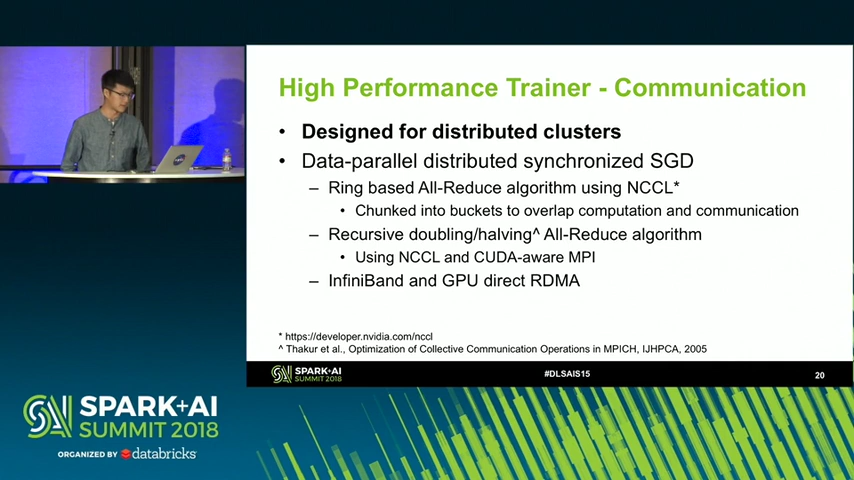 High Performance Trainer - Communication
• Designed for distributed clusters
• Data-parallel distributed synchronized SGD
– Ring based All-Reduce algorithm using NCCL*
• Chunked into buckets to overlap computation and communication
– Recursive doubling/halving^ All-Reduce algorithm
• Using NCCL and CUDA-aware MPI
– InfiniBand and GPU direct RDMA
* https://developer.nvidia.com/nccl
^ Thakur et al., Optimization of Collective Communication Operations in MPICH, IJHPCA, 2005
SPARK+AI
SUMMIT 2018
#DLSAIS15
20
SPARK+AI
SUMMIT 2018
ORGANIZED BY databricks